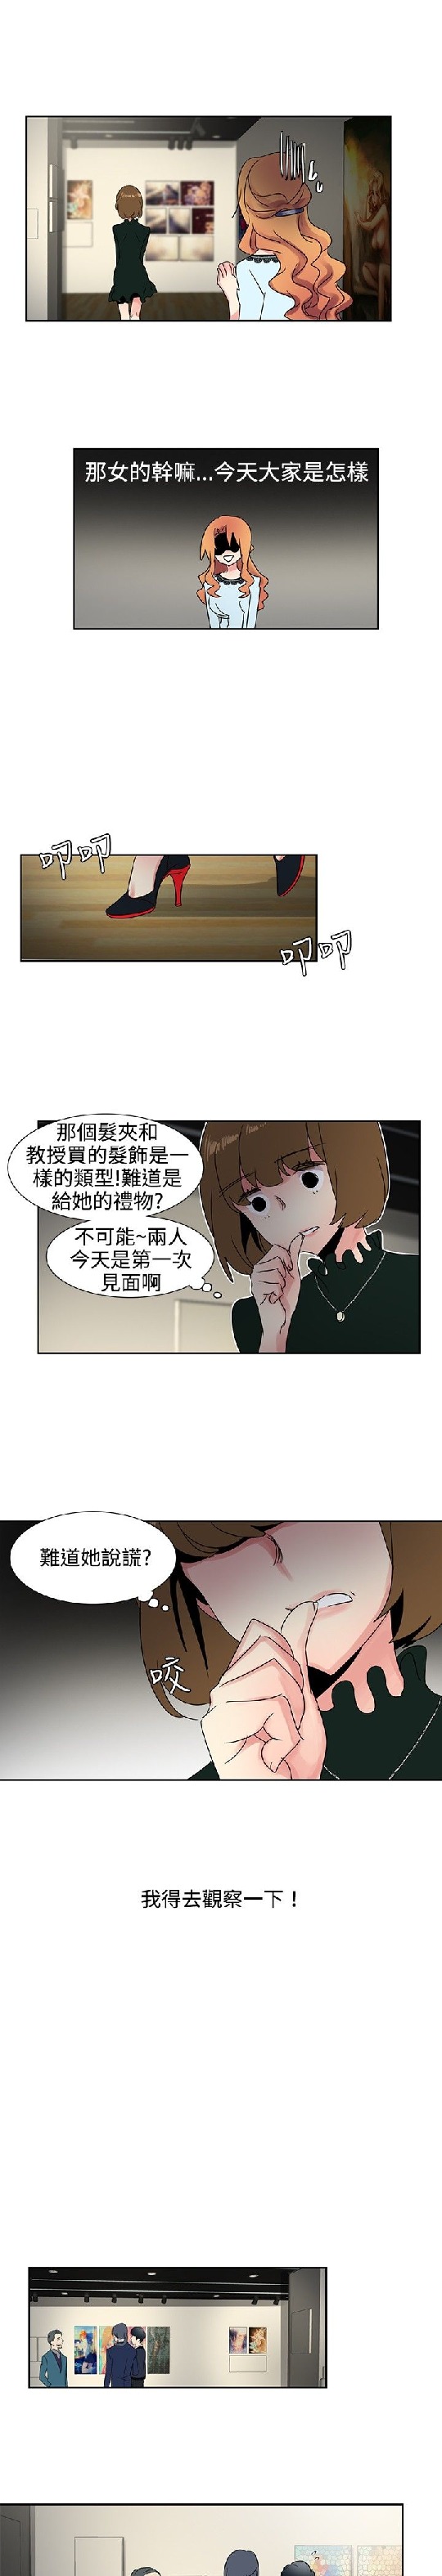 那女的幹嘛...今天大家是怎樣
叩叩
叩叩
那個髮夾和
教授買的髮飾是一
樣的類型!難道是
給她的禮物?
不可能~兩人
今天是第一次
見面啊
難道她說謊?
咬
我得去觀察一下!